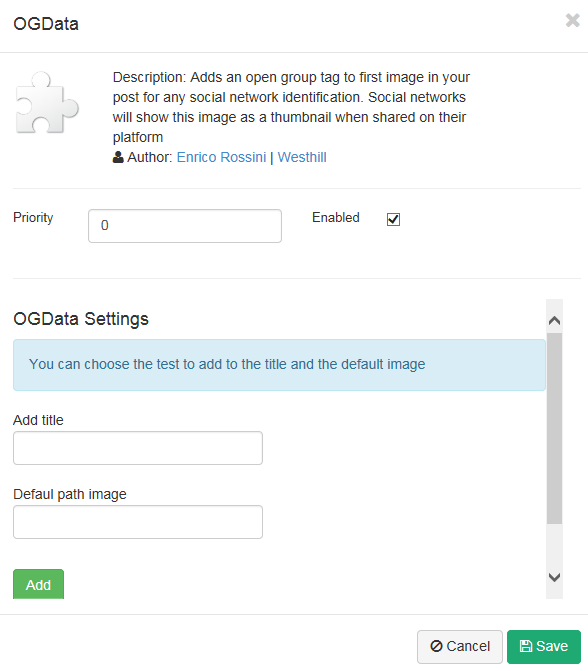 OGData
Description: Adds an open group tag to first image in your
post for any social network identification. Social networks
will show this image as a thumbnail when shared on their
platform
Author: Enrico Rossini | Westhill
Priority 0 Enabled
OGData Settings
You can choose the test to add to the title and the default image
Add title
Defaul path image
Add
Cancel Save